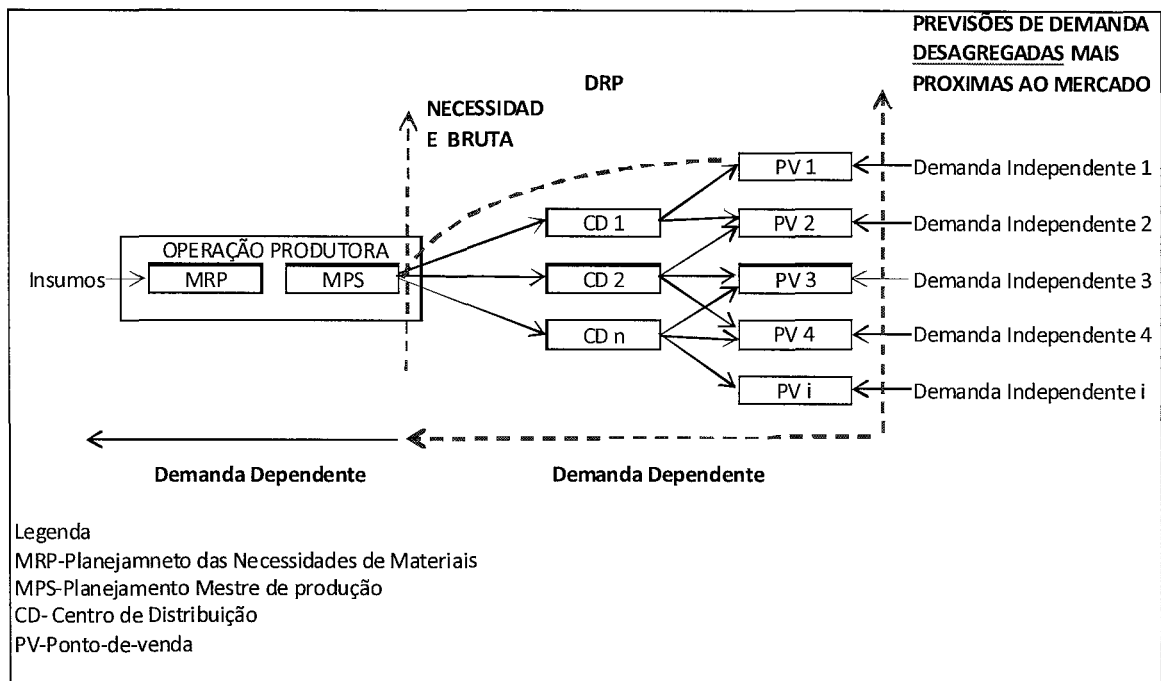 PREVISÕES DE DEMANDA
DESAGREGADAS MAIS
PROXIMAS AO MERCADO
DRP
NECESSIDAD
E BRUTA
PV 1
Demanda Independente 1
CD 1
PV 2
Demanda Independente 2
OPERAÇÃO PRODUTORA
Insumos
MRP
MPS
CD 2
PV 3
Demanda Independente 3
CD n
PV 4
Demanda Independente 4
PV i
Demanda Independente i
Demanda Dependente
Demanda Dependente
Legenda
MRP-Planejamneto das Necessidades de Materiais
MPS-Planejamento Mestre de produção
CD- Centro de Distribuição
PV-Ponto-de-venda